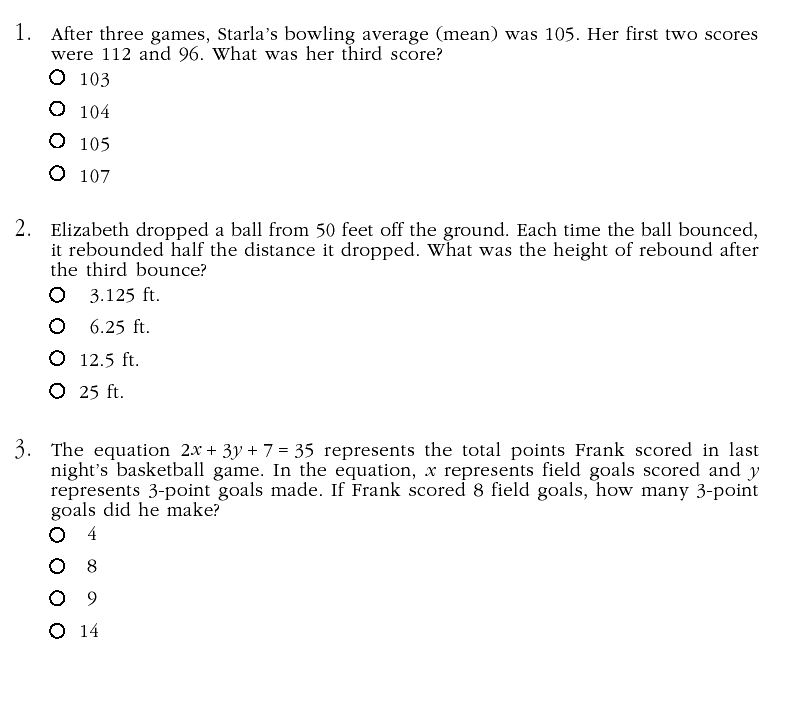 1. After three games, Starla's bowling average (mean) was 105. Her first two scores
were 112 and 96. What was her third score?
103
104
105
107
2. Elizabeth dropped a ball from 50 feet off the ground. Each time the ball bounced,
it rebounded half the distance it dropped. What was the height of rebound after
the third bounce?
3.125 ft.
6.25 ft.
12.5 ft.
25 ft.
3. The equation 2x + 3y + 7 = 35 represents the total points Frank scored in last
night's basketball game. In the equation, x represents field goals scored and y
represents 3-point goals made. If Frank scored 8 field goals, how many 3-point
goals did he make?
4
8
9
14